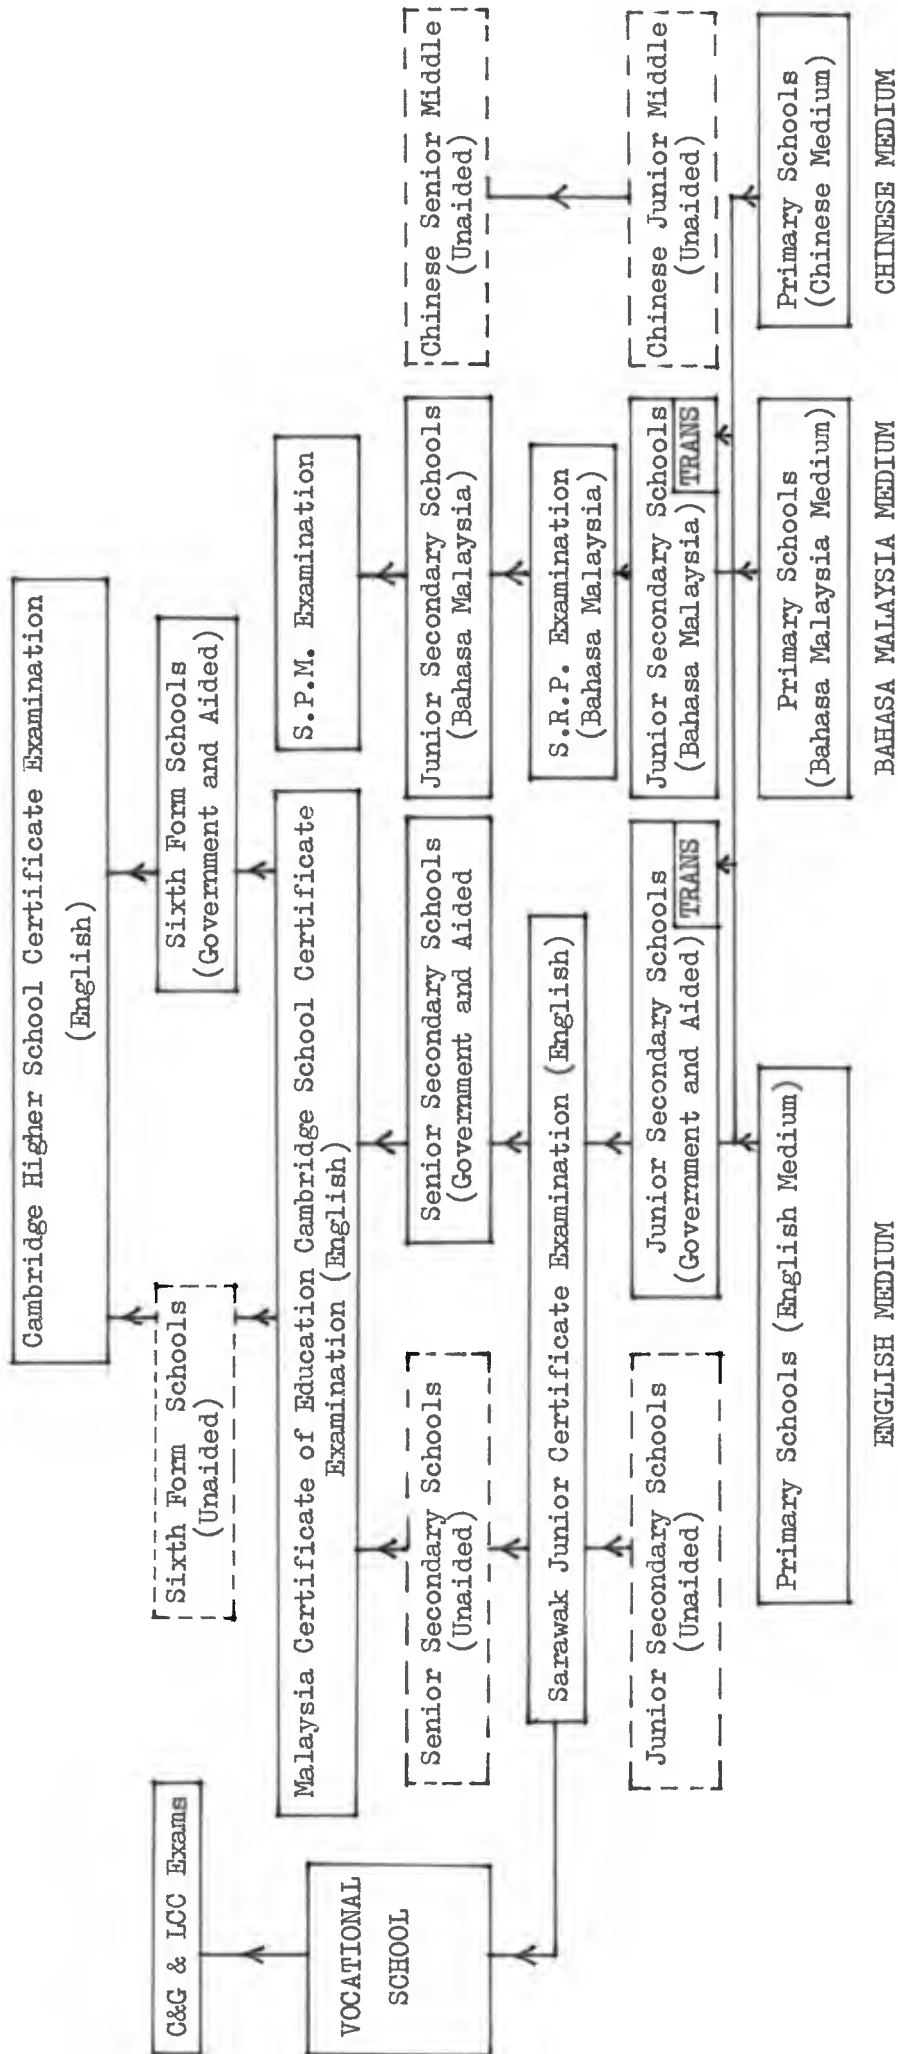 Cambridge Higher School Certificate Examination
(English)
Sixth Form Schools
(Unaided)
Sixth Form Schools
(Government and Aided)
C&G & LCC Exams
Malaysia Certificate of Education Cambridge School Certificate
Examination (English)
S.P.M. Examination
VOCATIONAL
SCHOOL
Senior Secondary Schools
(Unaided)
Senior Secondary Schools
(Government and Aided
Junior Secondary Schools
(Bahasa Malaysia)
Chinese Senior Middle
(Unaided)
Sarawak Junior Certificate Examination (English)
S.R.P. Examination
(Bahasa Malaysia)
Junior Secondary Schools
(Unaided)
Junior Secondary Schools
(Government and Aided)
TRANS
Junior Secondary Schools
(Bahasa Malaysia)
TRANS
Chinese Junior Middle
(Unaided)
Primary Schools (English Medium)
Primary Schools
(Bahasa Malaysia Medium)
Primary Schools
(Chinese Medium)
ENGLISH MEDIUM
BAHASA MALAYSIA MEDIUM
CHINESE MEDIUM